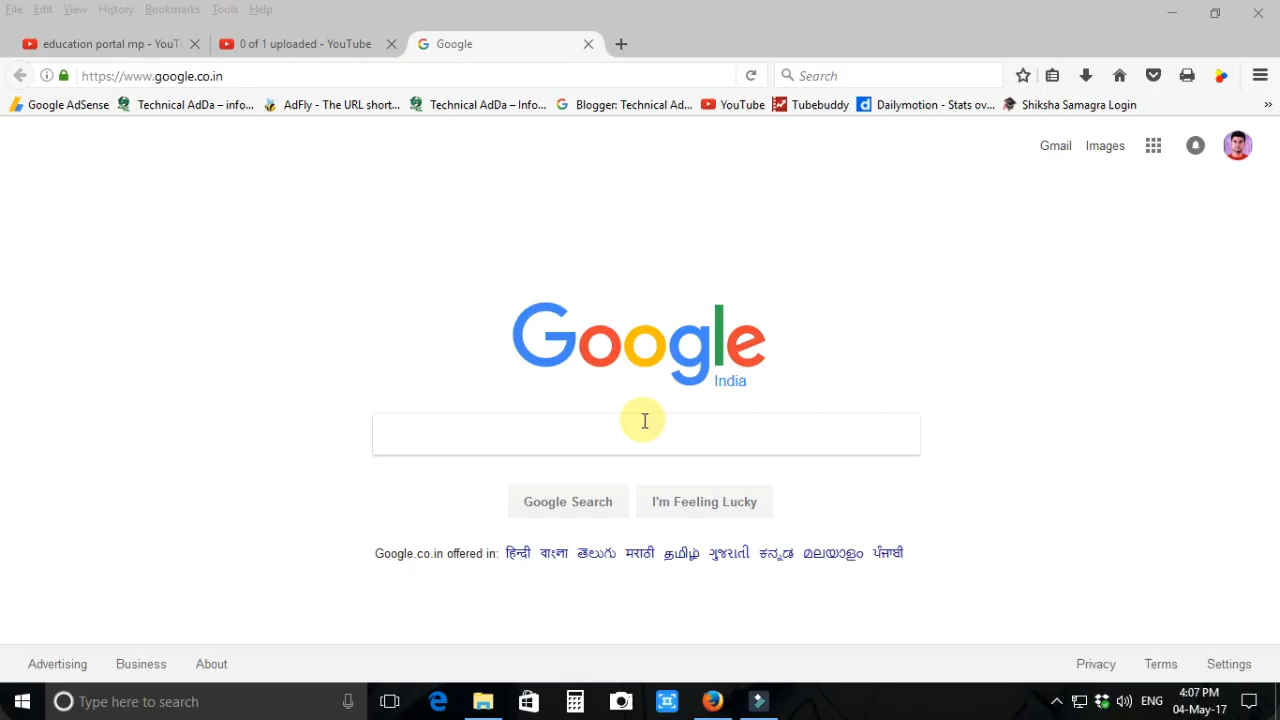 File Edit View History Bookmarks Tools Help
education portal mp - YouT
0 of 1 uploaded - YouTube
Google
https://www.google.co.in
Search
Google AdSense
Technical AdDa – info...
AdFly - The URL short...
Technical AdDa – Info...
Blogger: Technical Ad...
YouTube
Tubebuddy
Dailymotion - Stats ov...
Shiksha Samagra Login
»
Gmail Images
Google
India
Google Search
I'm Feeling Lucky
Google.co.in offered in: हिन्दी বাংলা తెలుగు मराठी தமிழ் ગુજરાતી ಕನ್ನಡ മലയാളം ਪੰਜਾਬੀ
Advertising Business About
Privacy Terms Settings
Type here to search
ENG
4:07 PM
04-May-17